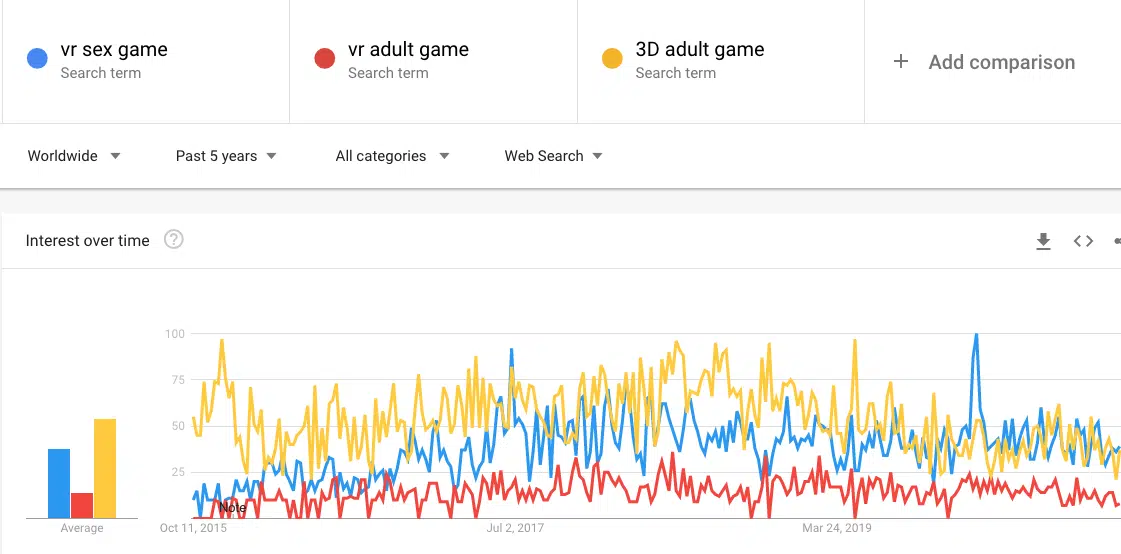 vr sex game
Search term
vr adult game
Search term
3D adult game
Search term
+ Add comparison
Worldwide
Past 5 years
All categories
Web Search
Interest over time
?
100
75
50
25
Note
Average
Oct 11, 2015
Jul 2, 2017
Mar 24, 2019